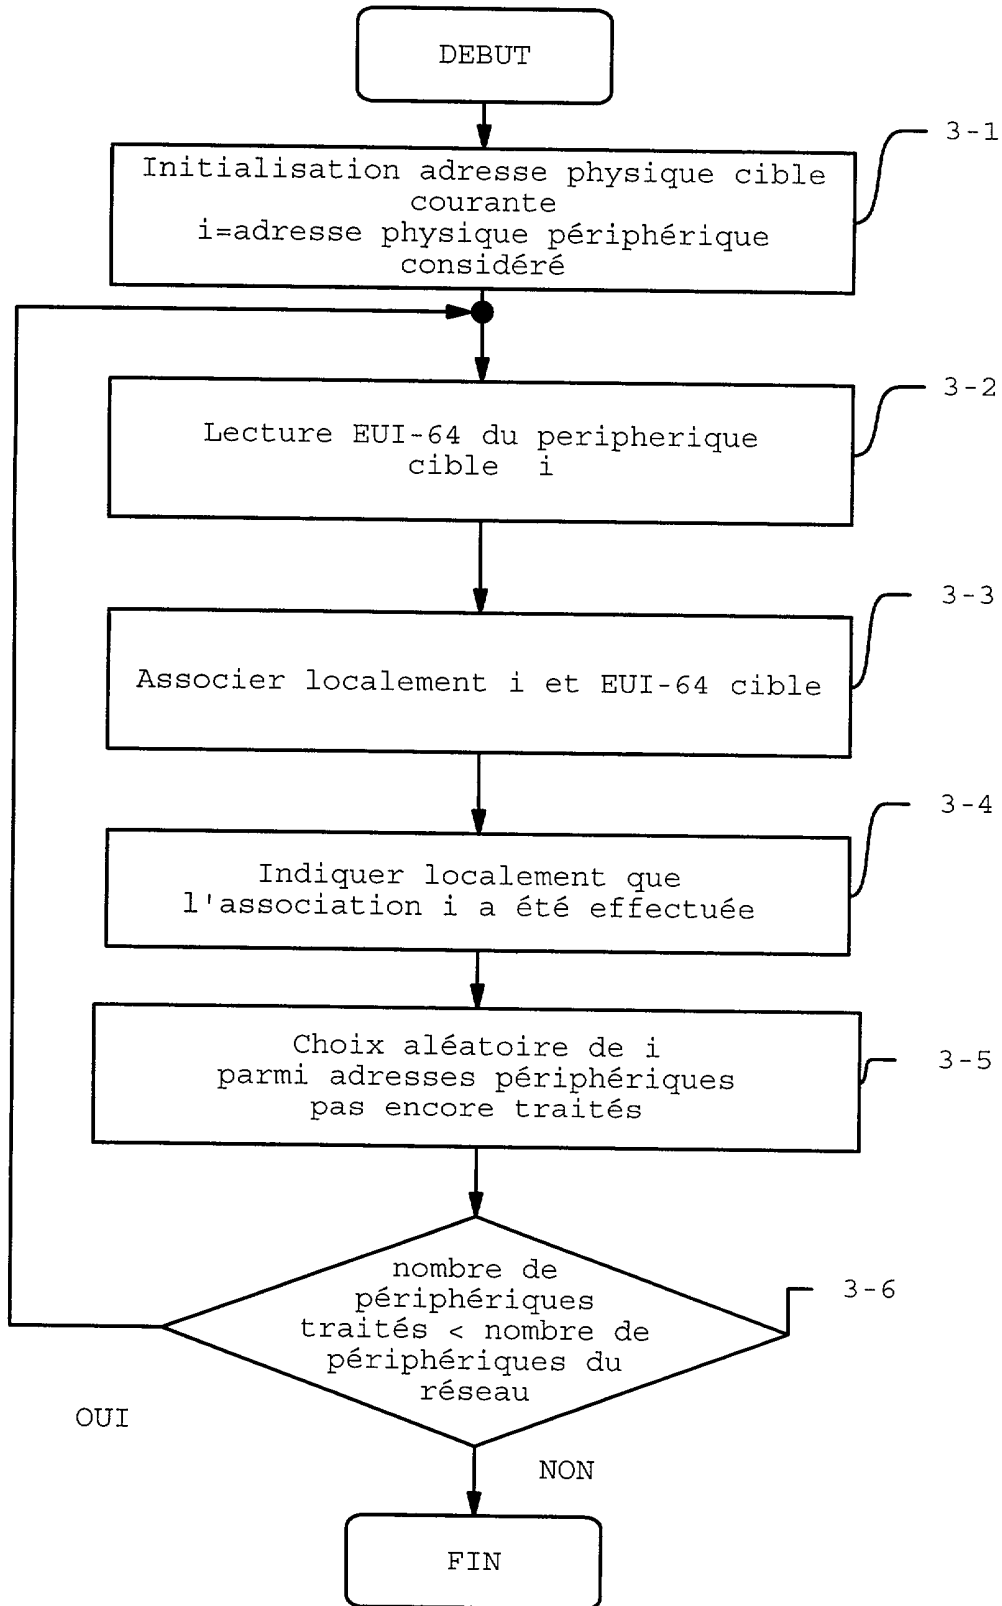 DEBUT
3-1
Initialisation adresse physique cible
courante
i=adresse physique périphérique
considéré
3-2
Lecture EUI-64 du peripherique
cible i
3-3
Associer localement i et EUI-64 cible
3-4
Indiquer localement que
l'association i a été effectuée
3-5
Choix aléatoire de i
parmi adresses périphériques
pas encore traités
3-6
nombre de
périphériques
traités < nombre de
périphériques du
réseau
OUI
NON
FIN